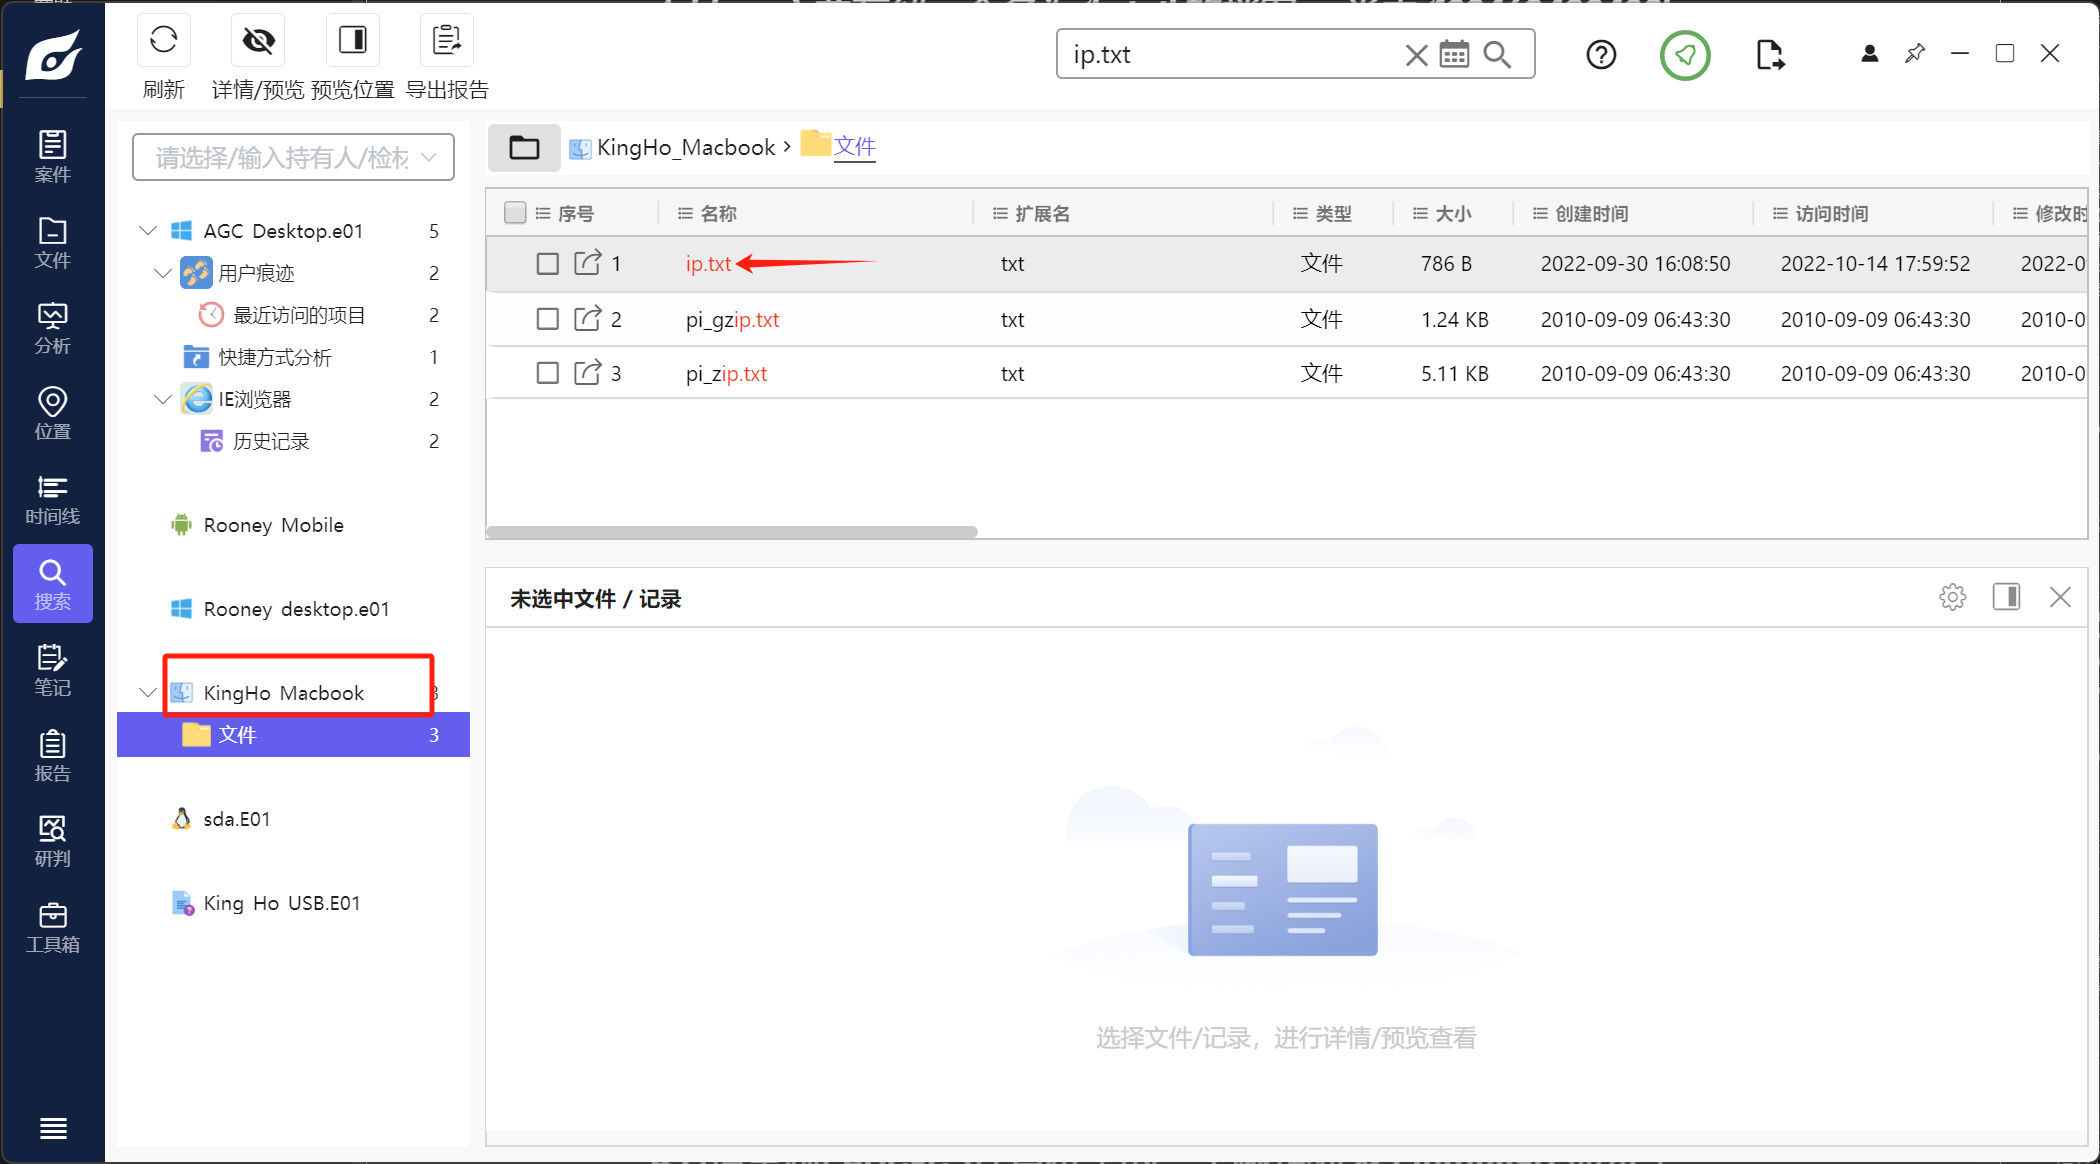 刷新
详情/预览
预览位置
导出报告
ip.txt
案件
文件
分析
位置
时间线
搜索
笔记
报告
研判
工具箱
请选择/输入持有人/检材
AGC Desktop.e01 5
用户痕迹 2
最近访问的项目 2
快捷方式分析 1
IE浏览器 2
历史记录 2
Rooney Mobile
Rooney desktop.e01
KingHo Macbook 3
文件 3
sda.E01
King Ho USB.E01
KingHo_Macbook > 文件
序号 名称 扩展名 类型 大小 创建时间 访问时间 修改时
1 ip.txt txt 文件 786 B 2022-09-30 16:08:50 2022-10-14 17:59:52 2022-0
2 pi_gzip.txt txt 文件 1.24 KB 2010-09-09 06:43:30 2010-09-09 06:43:30 2010-0
3 pi_zip.txt txt 文件 5.11 KB 2010-09-09 06:43:30 2010-09-09 06:43:30 2010-0
未选中文件 / 记录
选择文件/记录，进行详情/预览查看